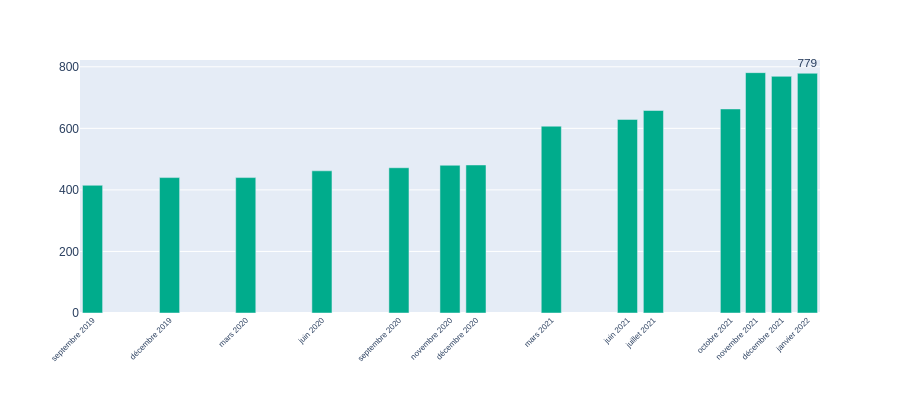 800
600
400
200
0
779
septembre 2019
décembre 2019
mars 2020
juin 2020
septembre 2020
novembre 2020
décembre 2020
mars 2021
juin 2021
juillet 2021
octobre 2021
novembre 2021
décembre 2021
janvier 2022